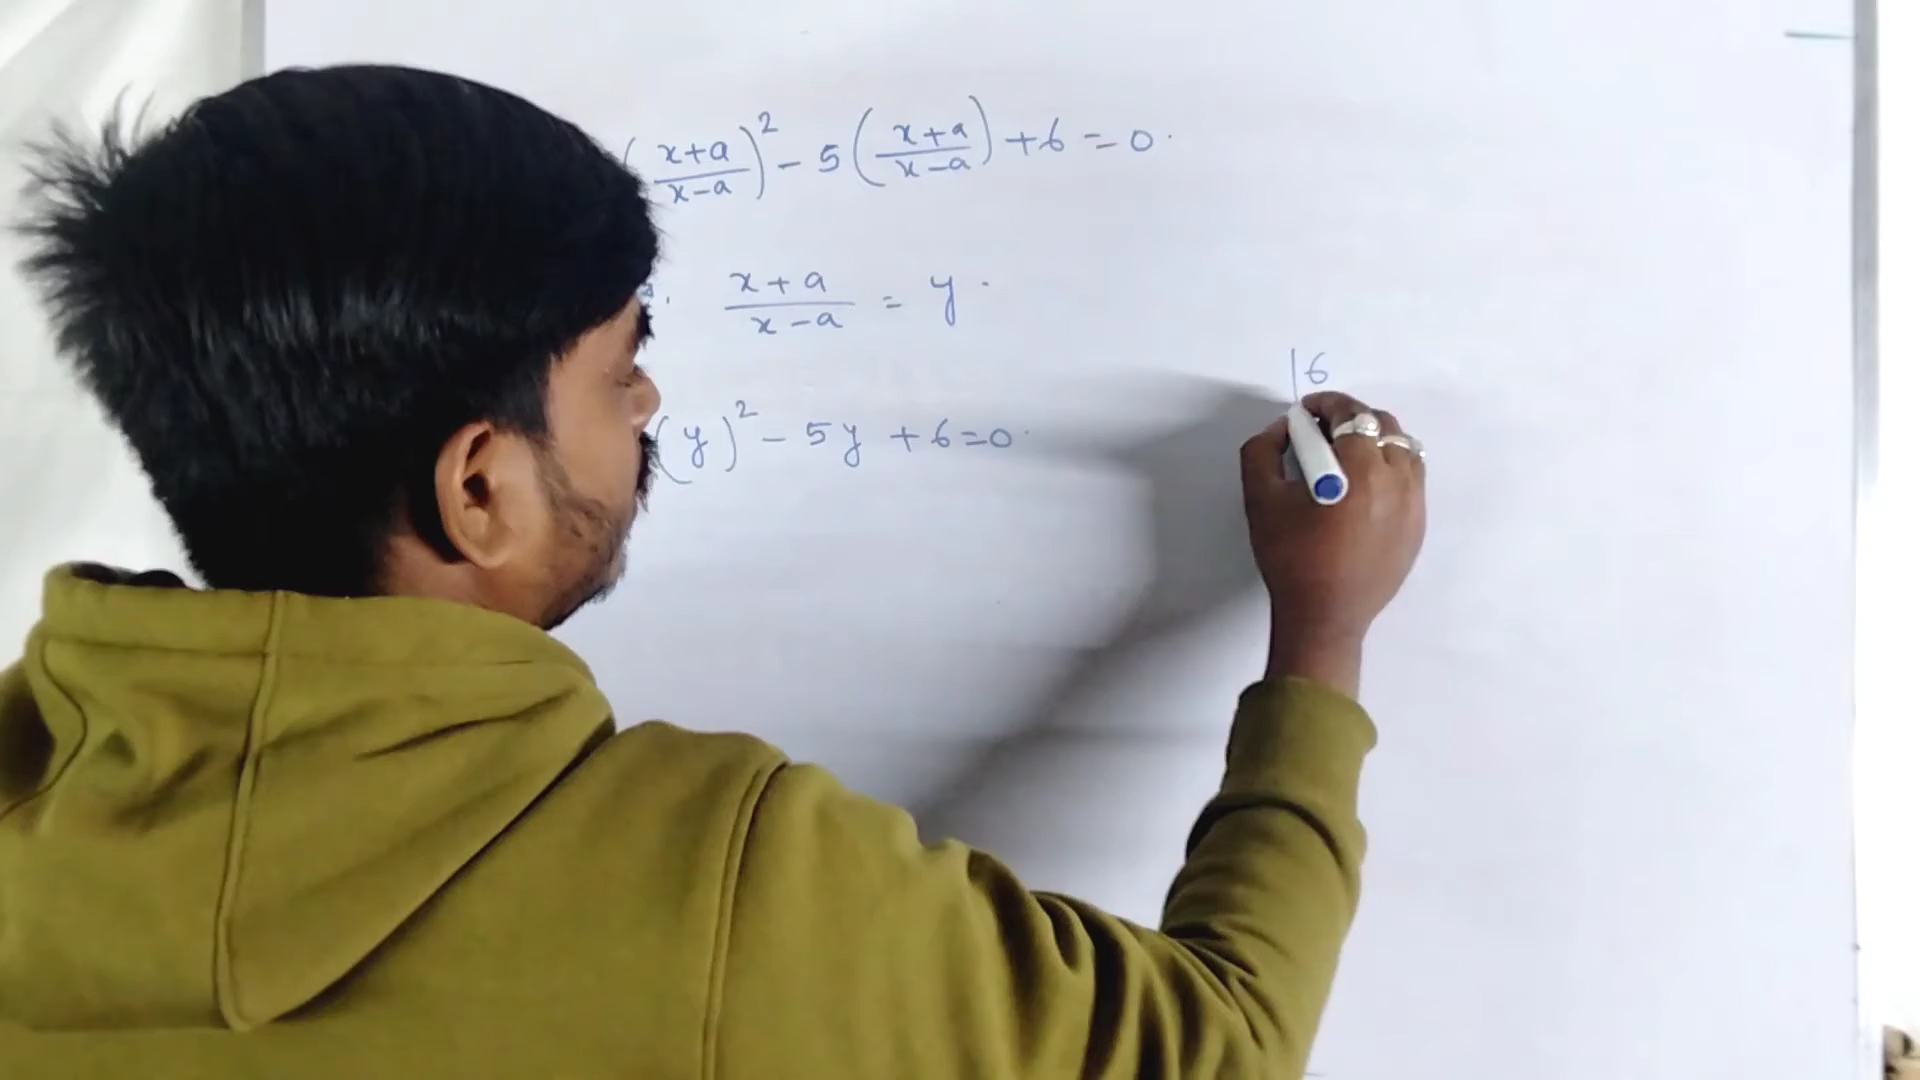 (x+a/x-a)² - 5(x+a/x-a) + 6 = 0.
x+a/x-a = y.
|6
(y)² - 5y + 6 = 0.